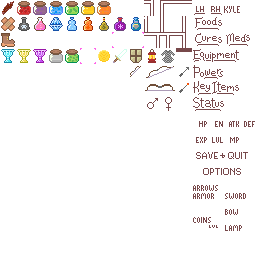 LH RH KYLE
Foods
Cures Meds
Equipment
Powers
Key Items
Status
HP EN ATK DEF
EXP LVL MP
SAVE+QUIT
OPTIONS
ARROWS
ARMOR SWORD
BOW
COINS
LVL LAMP